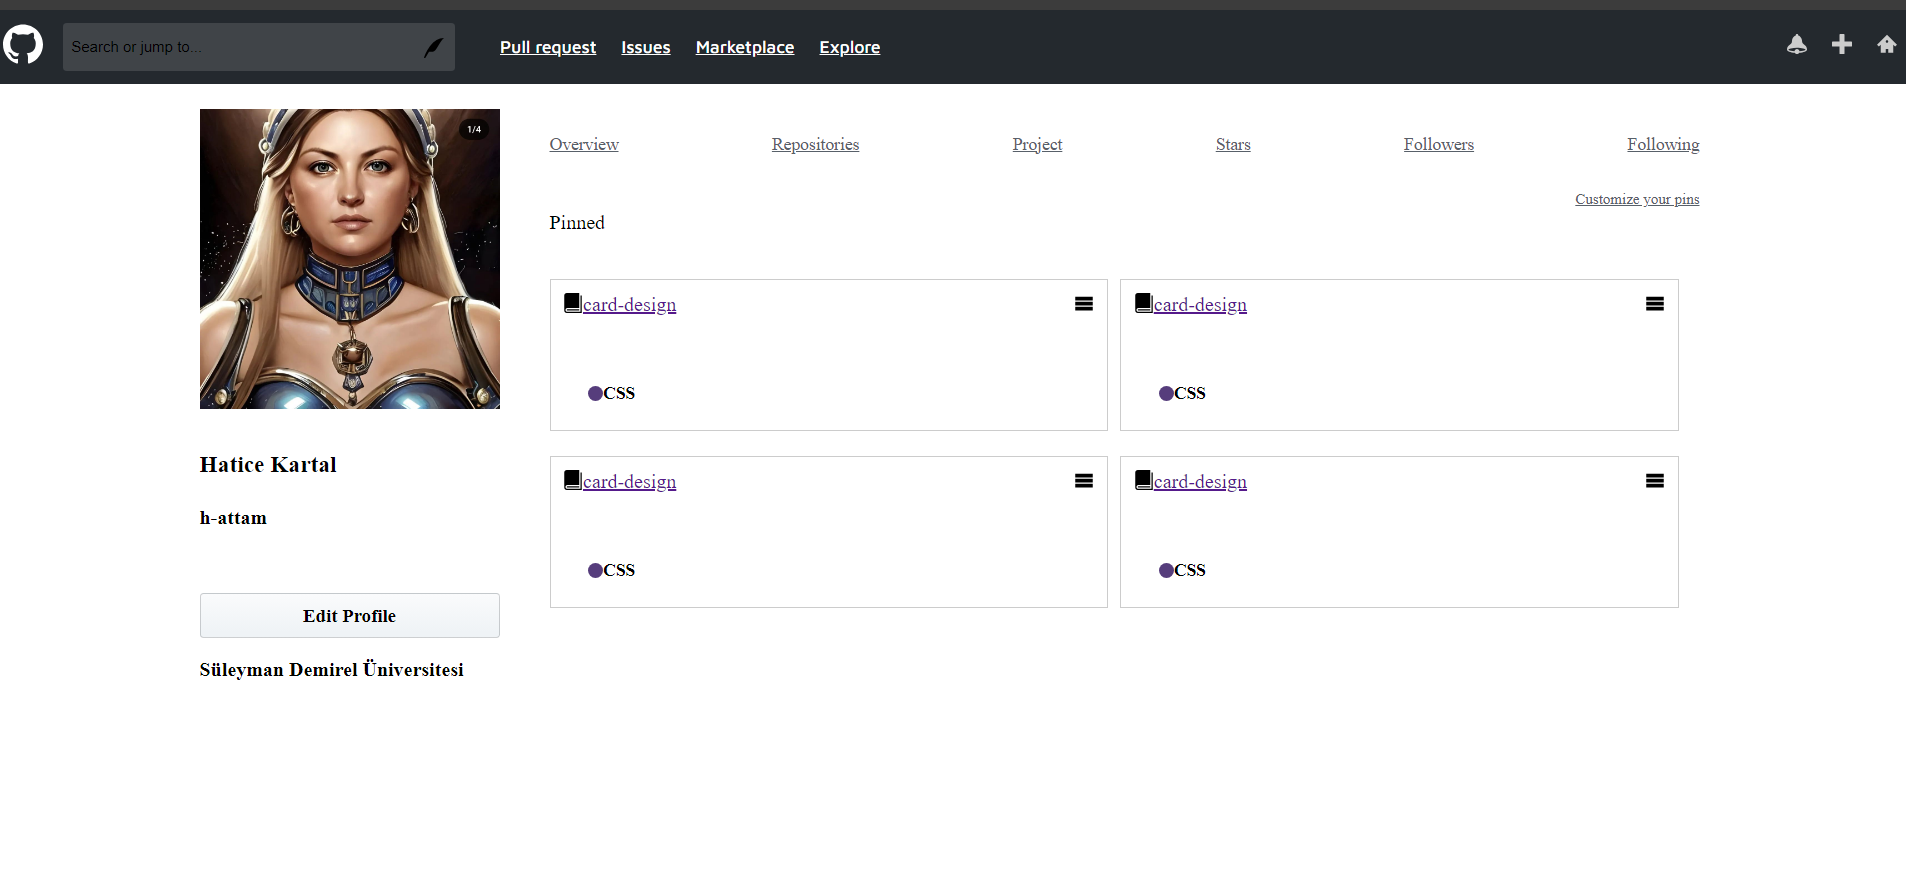 Search or jump to...
Pull request Issues Marketplace Explore
1/4
Overview Repositories Project Stars Followers Following
Customize your pins
Pinned
card-design
CSS
card-design
CSS
card-design
CSS
card-design
CSS
Hatice Kartal
h-attam
Edit Profile
Süleyman Demirel Üniversitesi